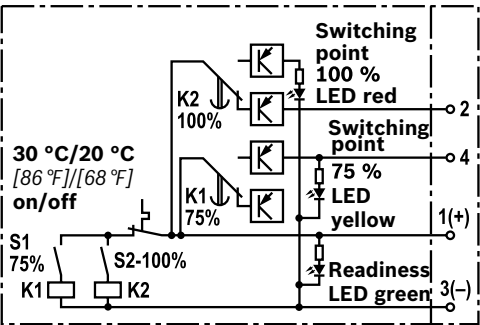 Switching
point
100 %
LED red
K2
100%
2
Switching
point
75 %
LED
yellow
4
30 °C/20 °C
[86 °F]/[68 °F]
on/off
K1
75%
1(+)
S1
75%
S2-100%
K1
K2
Readiness
LED green
3(–)